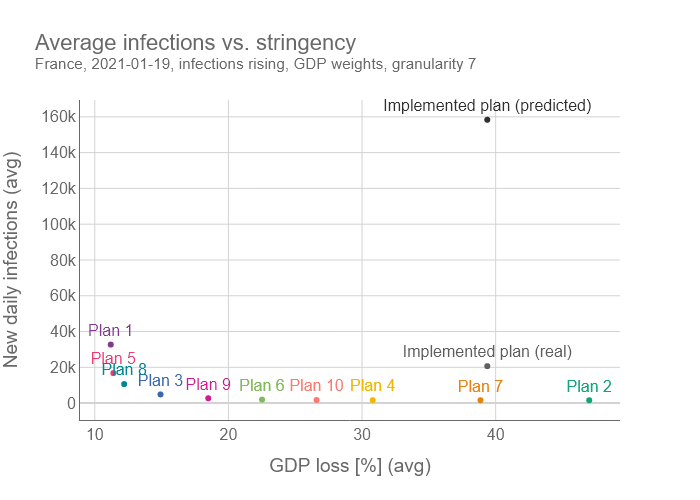 Average infections vs. stringency
France, 2021-01-19, infections rising, GDP weights, granularity 7
New daily infections (avg)
160k
140k
120k
100k
80k
60k
40k
20k
0
Implemented plan (predicted)
Plan 1
Plan 5
Plan 8
Plan 3
Plan 9
Plan 6
Plan 10
Plan 4
Implemented plan (real)
Plan 7
Plan 2
10
20
30
40
GDP loss [%] (avg)